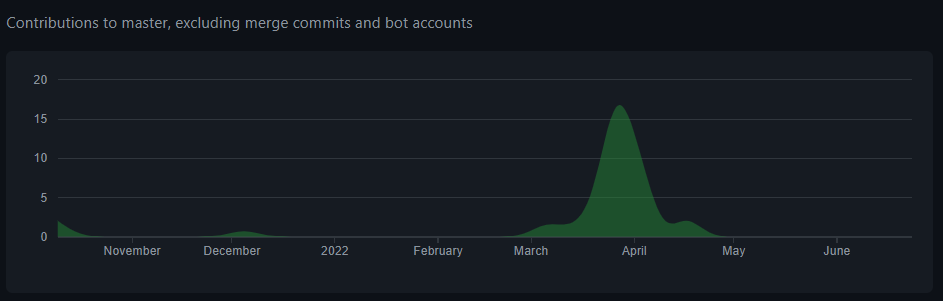 Contributions to master, excluding merge commits and bot accounts
20
15
10
5
0
November December 2022 February March April May June